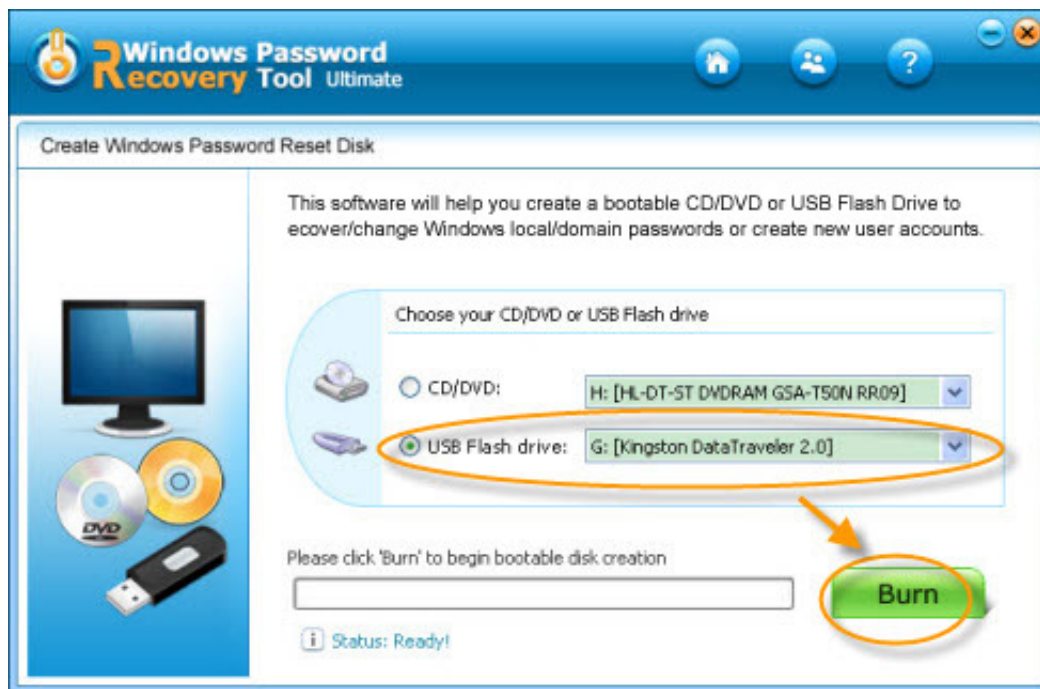 Windows Password
Recovery Tool Ultimate
?
Create Windows Password Reset Disk
This software will help you create a bootable CD/DVD or USB Flash Drive to
ecover/change Windows local/domain passwords or create new user accounts.
Choose your CD/DVD or USB Flash drive
CD/DVD: H: [HL-DT-ST DVDRAM GSA-T50N RR09]
USB Flash drive: G: [Kingston DataTraveler 2.0]
DVD
Please click 'Burn' to begin bootable disk creation
Burn
i Status: Ready!